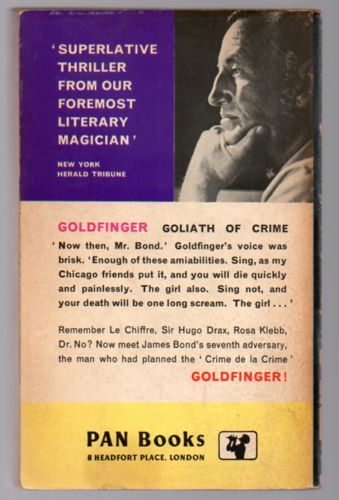 ‘SUPERLATIVE
THRILLER
FROM OUR
FOREMOST
LITERARY
MAGICIAN’
NEW YORK
HERALD TRIBUNE
GOLDFINGER GOLIATH OF CRIME
‘Now then, Mr. Bond.’ Goldfinger’s voice was
brisk. ‘Enough of these amiabilities. Sing, as my
Chicago friends put it, and you will die quickly
and painlessly. The girl also. Sing not, and
your death will be one long scream. The girl . . .’
Remember Le Chiffre, Sir Hugo Drax, Rosa Klebb,
Dr. No? Now meet James Bond’s seventh adversary,
the man who had planned the ‘Crime de la Crime’
GOLDFINGER!
PAN Books
8 HEADFORT PLACE, LONDON